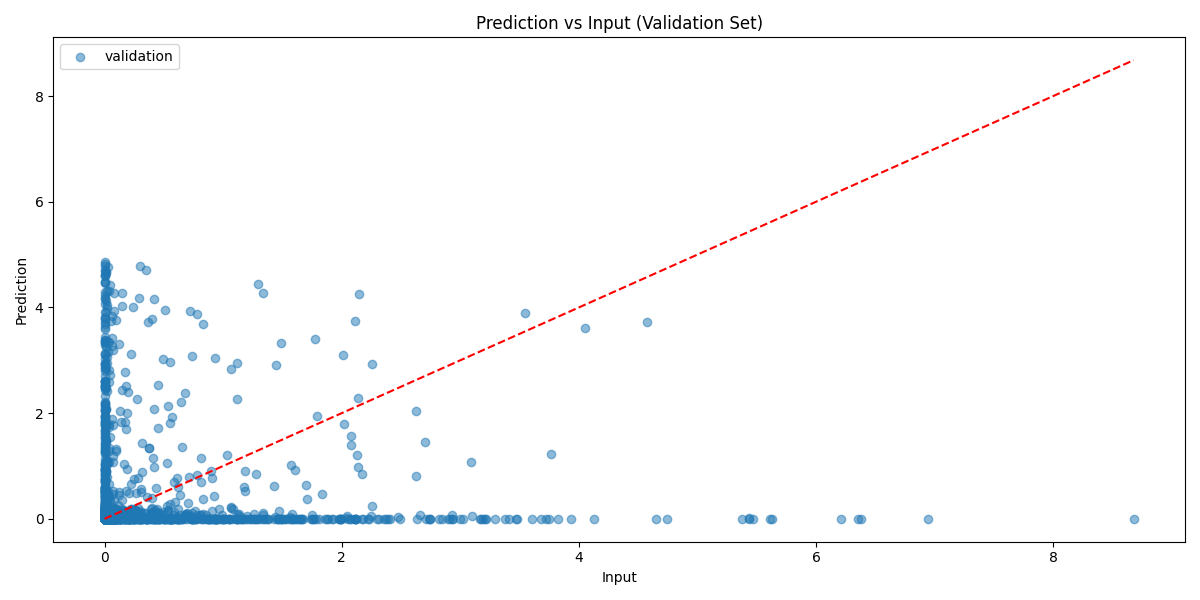 Prediction vs Input (Validation Set)
validation
8
6
4
2
0
Prediction
0 2 4 6 8
Input